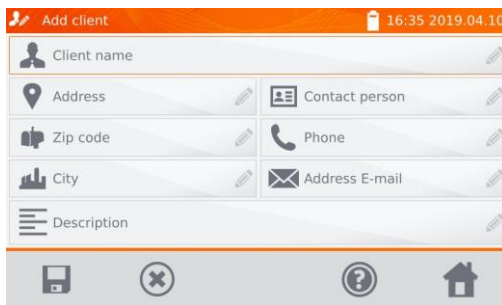 Add client 16:35 2019.04.10
Client name
Address Contact person
Zip code Phone
City Address E-mail
Description